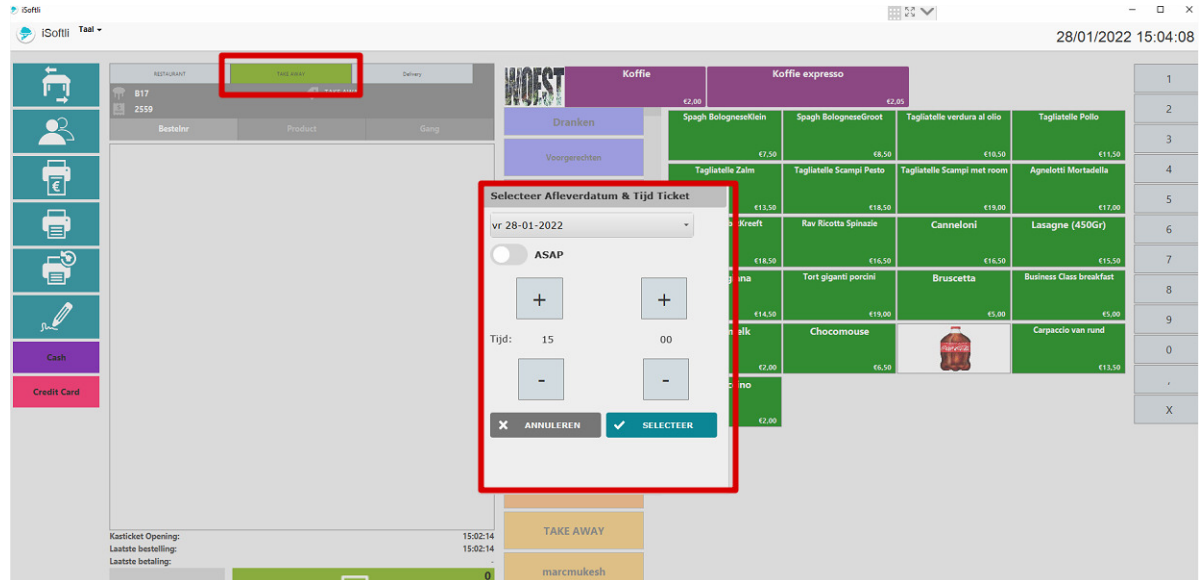 iSoftli
iSoftli Taal
28/01/2022 15:04:08
RESTAURANT TAKE AWAY Delivery
B17
2559
Bestelnr Product Gang
Cash
Credit Card
Kasticket Opening: 15:02:14
Laatste bestelling: 15:02:14
Laatste betaling: -
0
WOEST
Koffie
€2,00
Koffie expresso
€2,05
Dranken
Voorgerechten
TAKE AWAY
marcmukesh
Spagh BologneseKlein Spagh BologneseGroot Tagliatelle verdura al olio Tagliatelle Pollo
€7,50 €8,50 €10,50 €11,50
Tagliatelle Zalm Tagliatelle Scampi Pesto Tagliatelle Scampi met room Agnelotti Mortadella
€13,50 €18,50 €19,00 €17,00
Kreeft Rav Ricotta Spinazie Canneloni Lasagne (450Gr)
€18,50 €16,50 €16,50 €15,50
Tort giganti porcini Bruscetta Business Class breakfast
€14,50 €19,00 €5,00 €5,00
Chocomouse Carpaccio van rund
€2,00 €6,50 €13,50
€2,00
Selecteer Afleverdatum & Tijd Ticket
vr 28-01-2022
ASAP
+ +
Tijd: 15 00
- -
X ANNULEREN SELECTEER
1
2
3
4
5
6
7
8
9
0
,
X